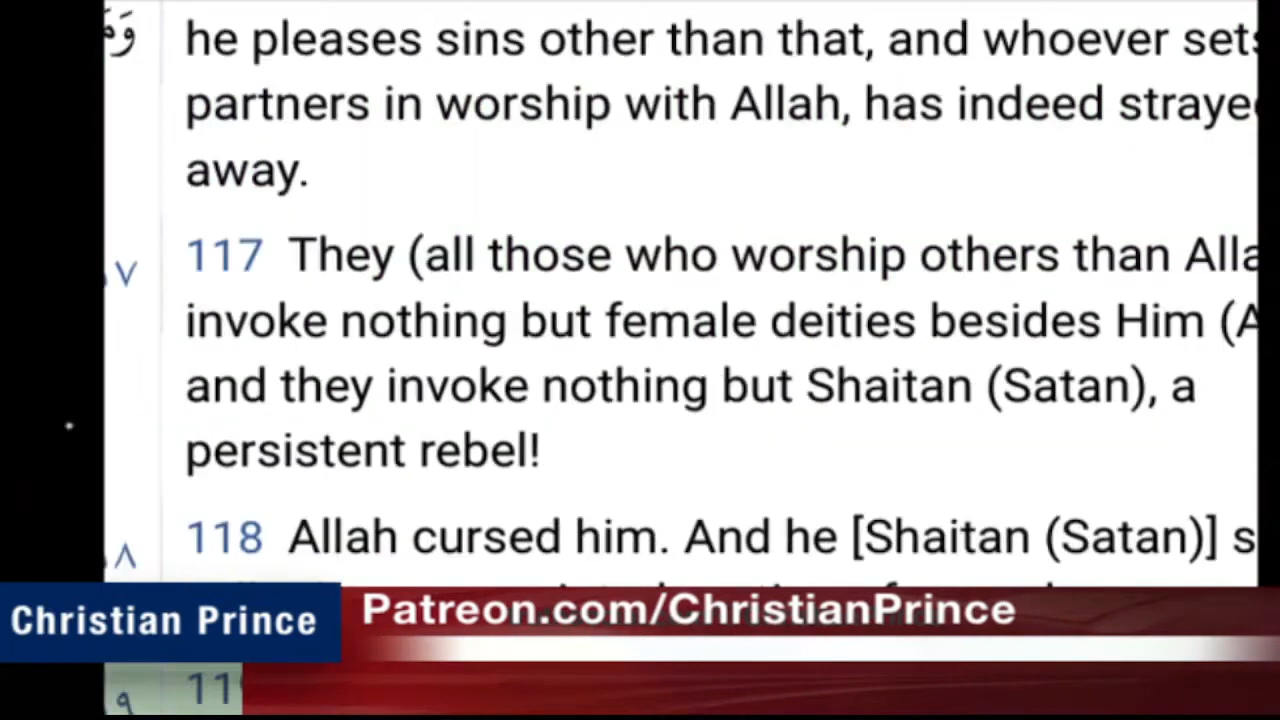 he pleases sins other than that, and whoever sets
partners in worship with Allah, has indeed
away.
117 They (all those who worship others than
invoke nothing but female deities besides Him (
and they invoke nothing but Shaitan (Satan), a
persistent rebel!
118 Allah cursed him. And he [Shaitan (Satan)]
Christian Prince
Patreon.com/ChristianPrince